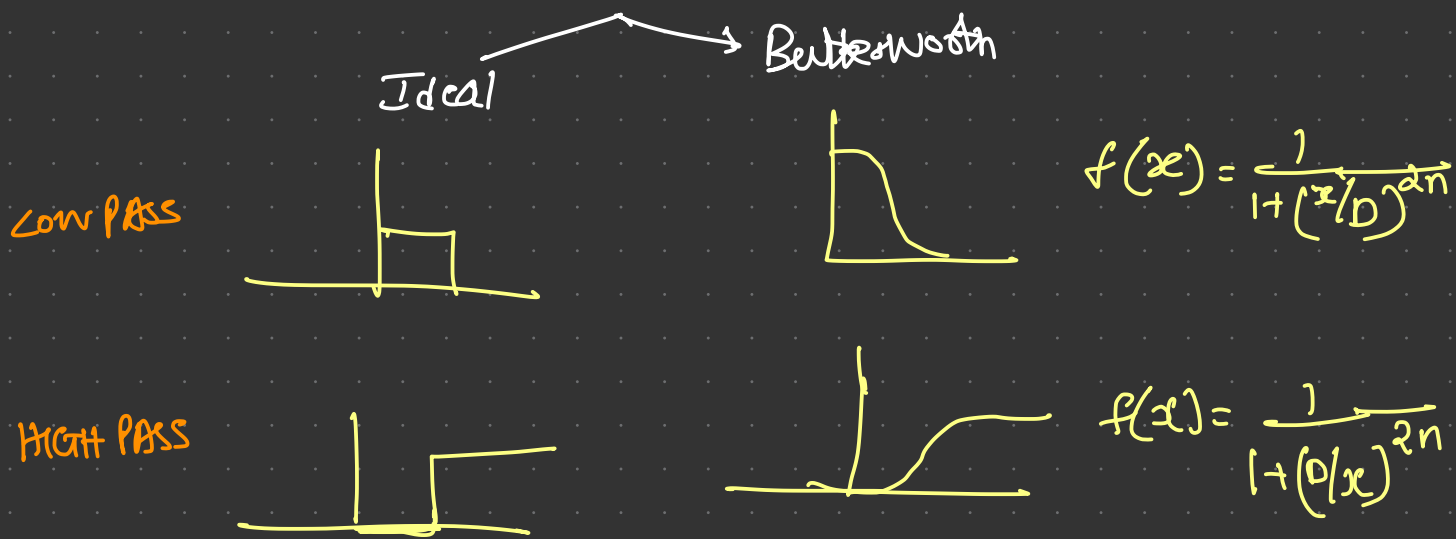 Ideal
Butterworth
LOW PASS
f(x) = 1/(1+(x/D)^2n)
HIGH PASS
f(x) = 1/(1+(D/x)^2n)